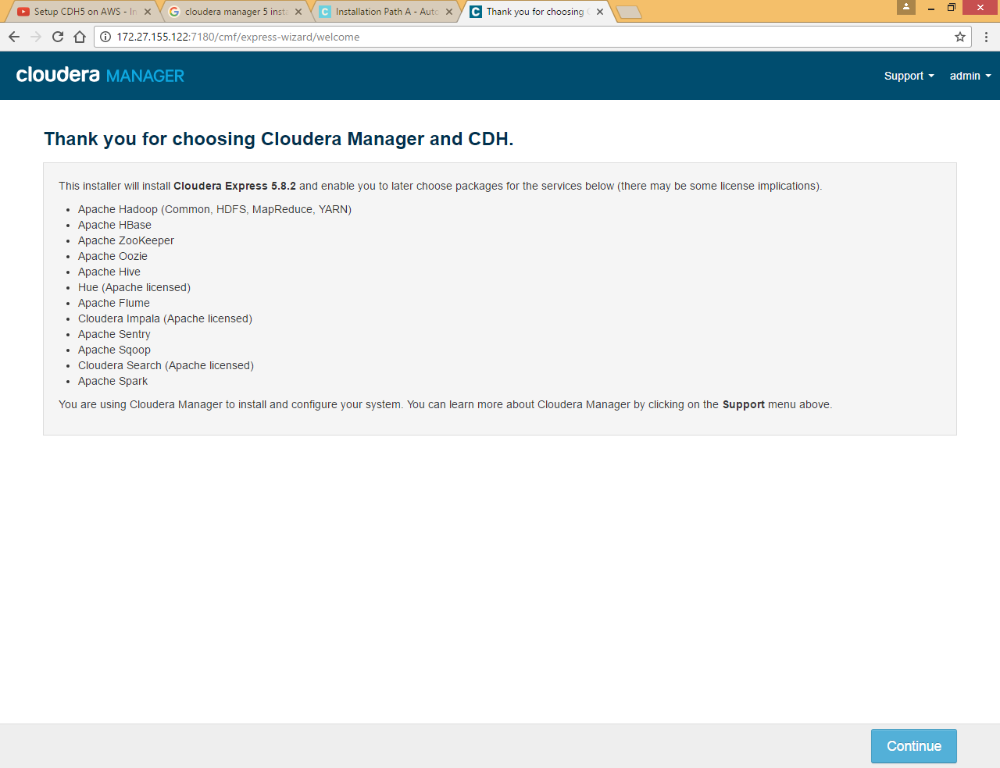 Setup CDH5 on AWS - In
cloudera manager 5 insta
Installation Path A - Auto
Thank you for choosing
172.27.155.122:7180/cmf/express-wizard/welcome
cloudera MANAGER
Support
admin
Thank you for choosing Cloudera Manager and CDH.
This installer will install Cloudera Express 5.8.2 and enable you to later choose packages for the services below (there may be some license implications).
Apache Hadoop (Common, HDFS, MapReduce, YARN)
Apache HBase
Apache ZooKeeper
Apache Oozie
Apache Hive
Hue (Apache licensed)
Apache Flume
Cloudera Impala (Apache licensed)
Apache Sentry
Apache Sqoop
Cloudera Search (Apache licensed)
Apache Spark
You are using Cloudera Manager to install and configure your system. You can learn more about Cloudera Manager by clicking on the Support menu above.
Continue